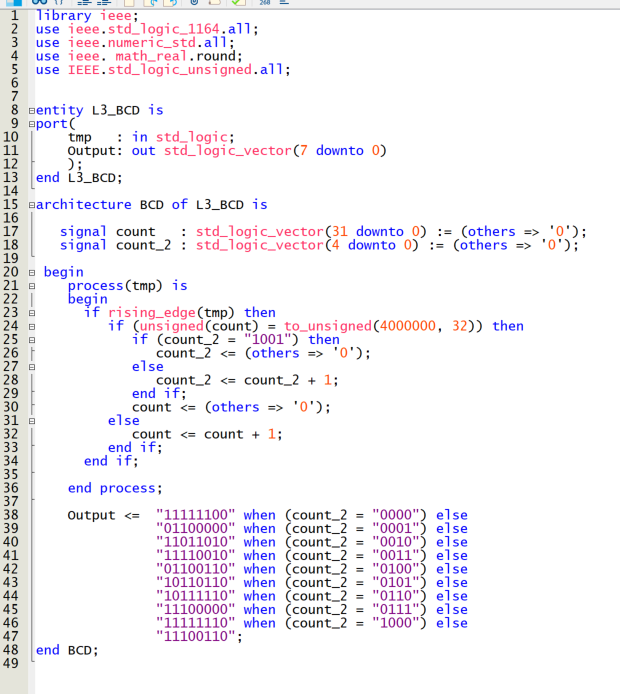 268
1 library ieee;
2 use ieee.std_logic_1164.all;
3 use ieee.numeric_std.all;
4 use ieee. math_real.round;
5 use IEEE.std_logic_unsigned.all;
6
7
8 entity L3_BCD is
9 port(
10 tmp : in std_logic;
11 Output: out std_logic_vector(7 downto 0)
12 );
13 end L3_BCD;
14
15 architecture BCD of L3_BCD is
16
17 signal count : std_logic_vector(31 downto 0) := (others => '0');
18 signal count_2 : std_logic_vector(4 downto 0) := (others => '0');
19
20 begin
21 process(tmp) is
22 begin
23 if rising_edge(tmp) then
24 if (unsigned(count) = to_unsigned(4000000, 32)) then
25 if (count_2 = "1001") then
26 count_2 <= (others => '0');
27 else
28 count_2 <= count_2 + 1;
29 end if;
30 count <= (others => '0');
31 else
32 count <= count + 1;
33 end if;
34 end if;
35
36 end process;
37
38 Output <= "11111100" when (count_2 = "0000") else
39 "01100000" when (count_2 = "0001") else
40 "11011010" when (count_2 = "0010") else
41 "11110010" when (count_2 = "0011") else
42 "01100110" when (count_2 = "0100") else
43 "10110110" when (count_2 = "0101") else
44 "10111110" when (count_2 = "0110") else
45 "11100000" when (count_2 = "0111") else
46 "11111110" when (count_2 = "1000") else
47 "11100110";
48 end BCD;
49